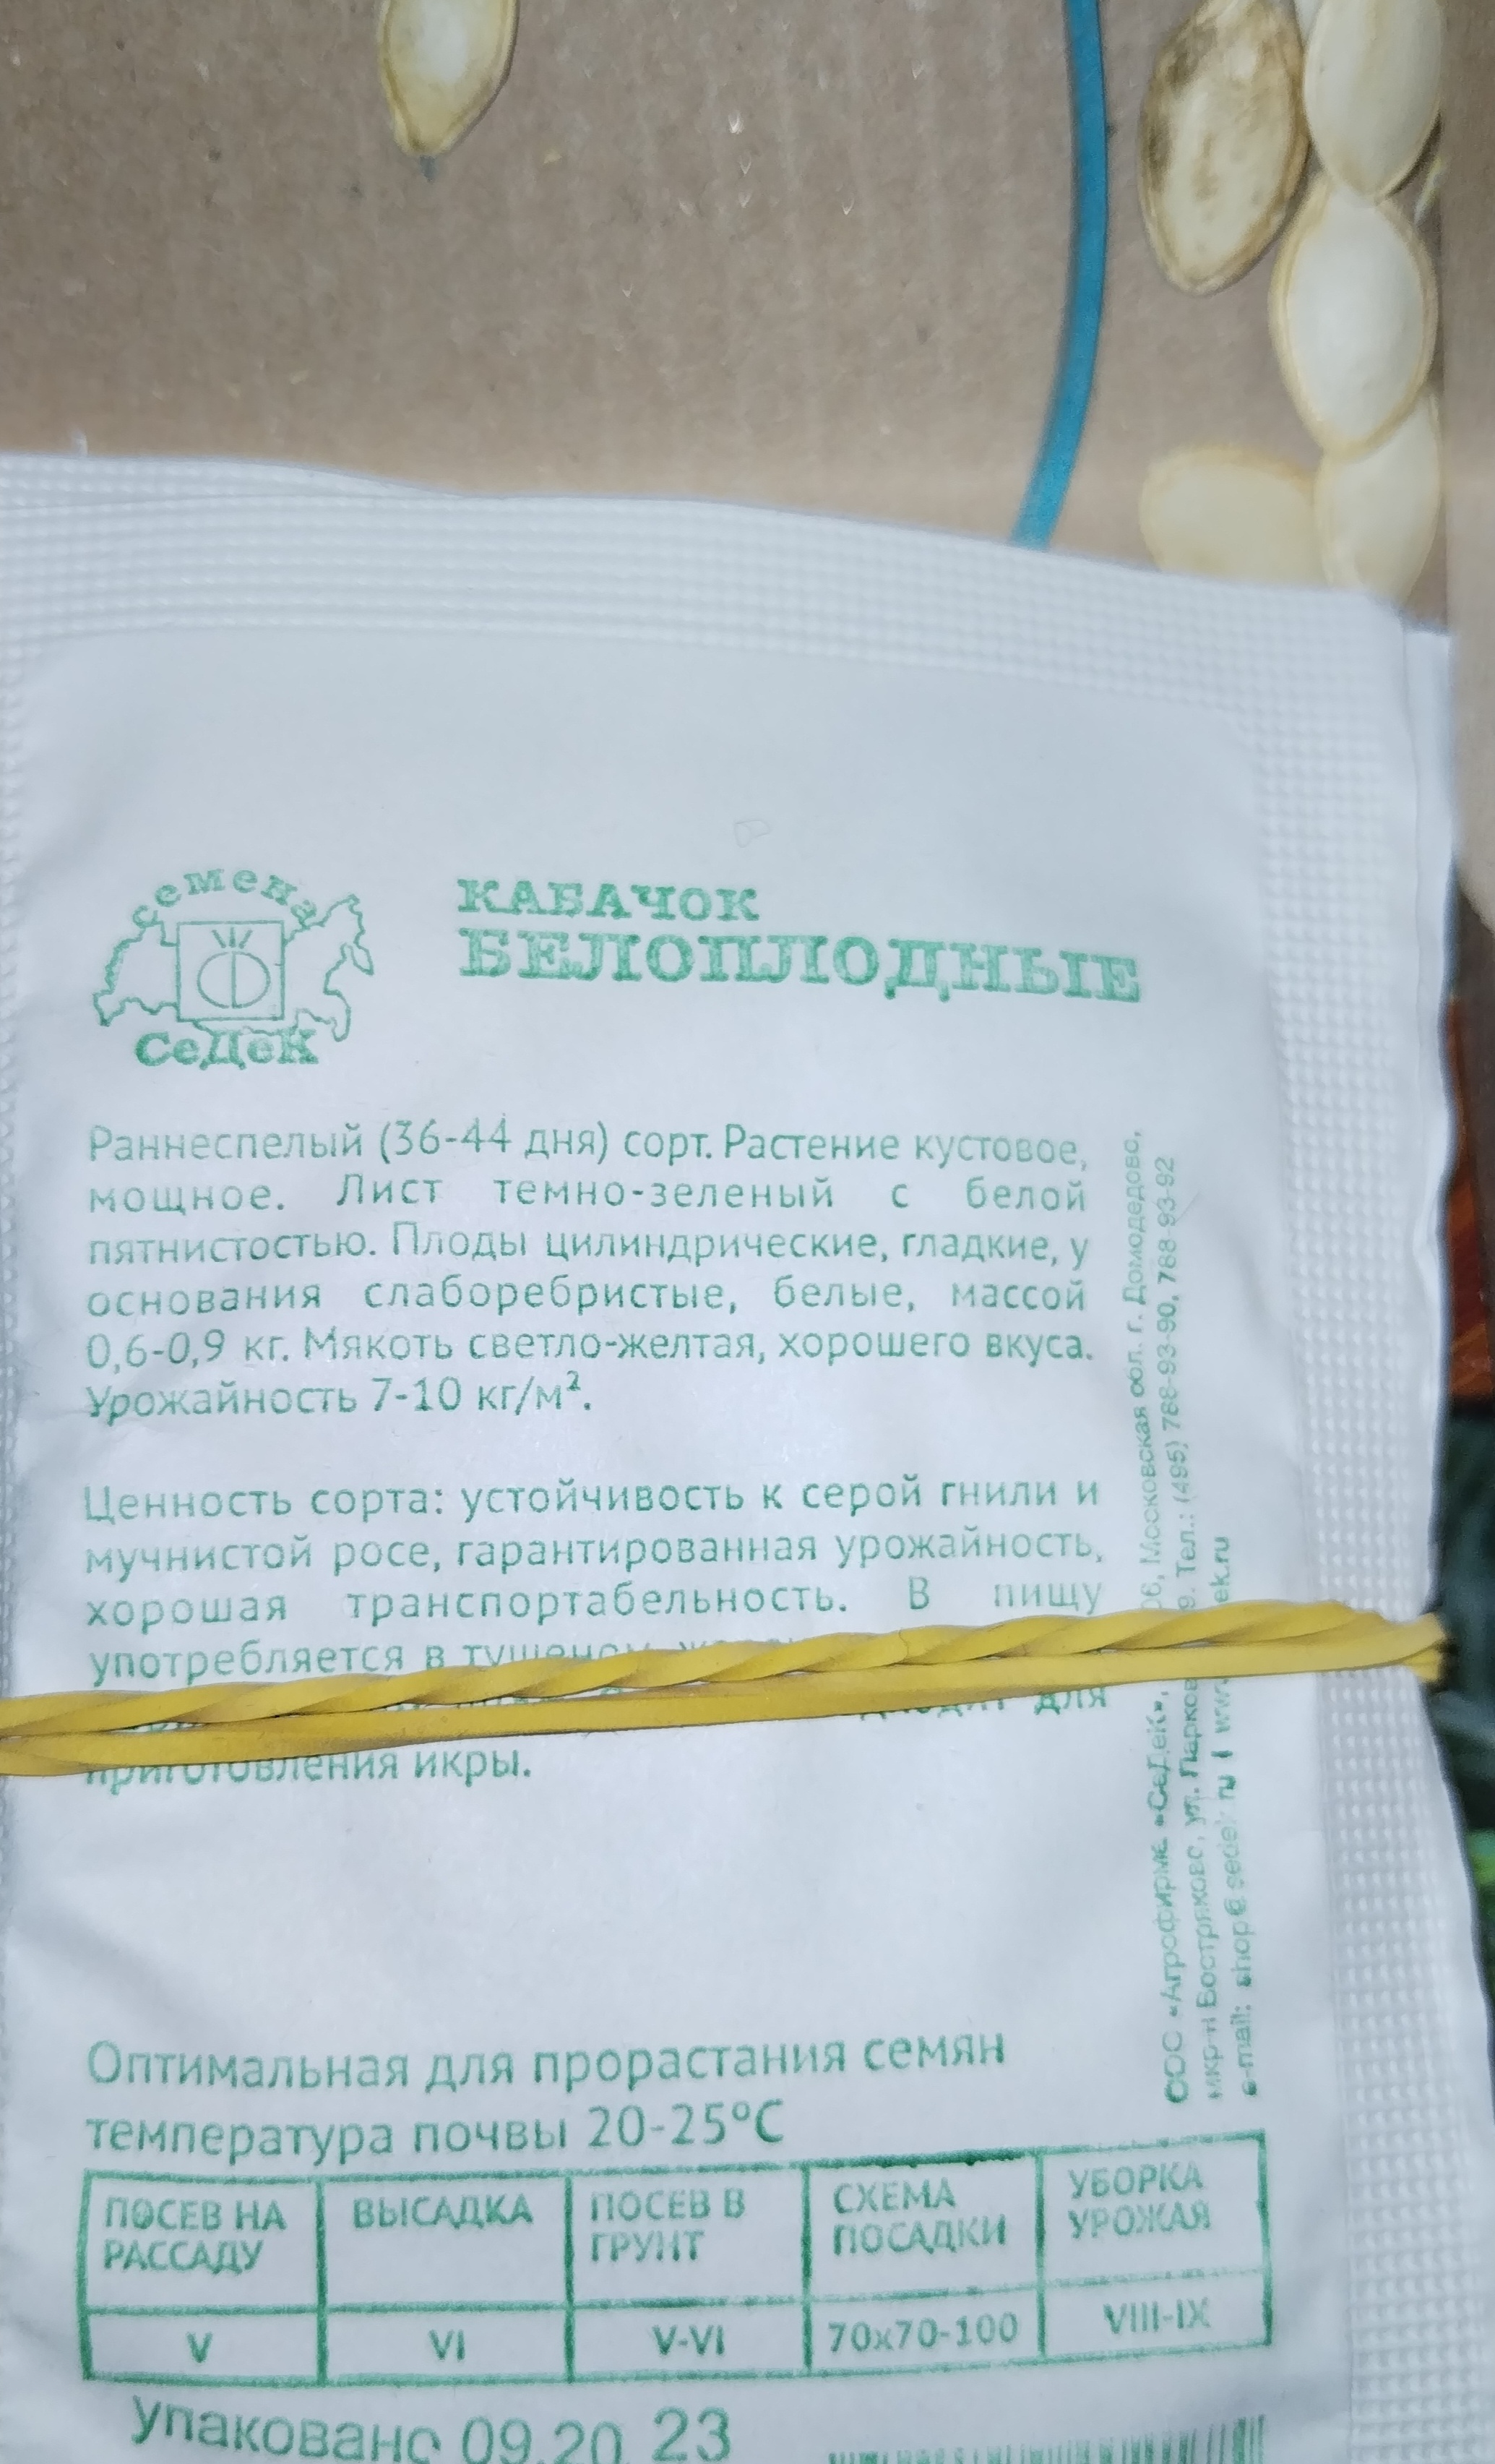 семена
СеДеК
КАБАЧОК
БЕЛОПЛОДНЫЕ
Раннеспелый (36-44 дня) сорт. Растение кустовое,
мощное. Лист темно-зеленый с белой
пятнистостью. Плоды цилиндрические, гладкие, у
основания слаборебристые, белые, массой
0,6-0,9 кг. Мякоть светло-желтая, хорошего вкуса.
Урожайность 7-10 кг/м².
Ценность сорта: устойчивость к серой гнили и
мучнистой росе, гарантированная урожайность,
хорошая транспортабельность. В пищу
употребляется в тушеном
для
приготовления икры.
ООО «Агрофирма «СеДеК», Московская обл. г. Домодедово,
мкр-н Востряково, ул. Тел.: (495) 788-93-90, 788-93-92
e-mail:
Оптимальная для прорастания семян
температура почвы 20-25°C
ПОСЕВ НА РАССАДУ ВЫСАДКА ПОСЕВ В ГРУНТ СХЕМА ПОСАДКИ УБОРКА УРОЖАЯ
V VI V-VI 70х70-100 VIII-IX
Упаковано 09.20 23